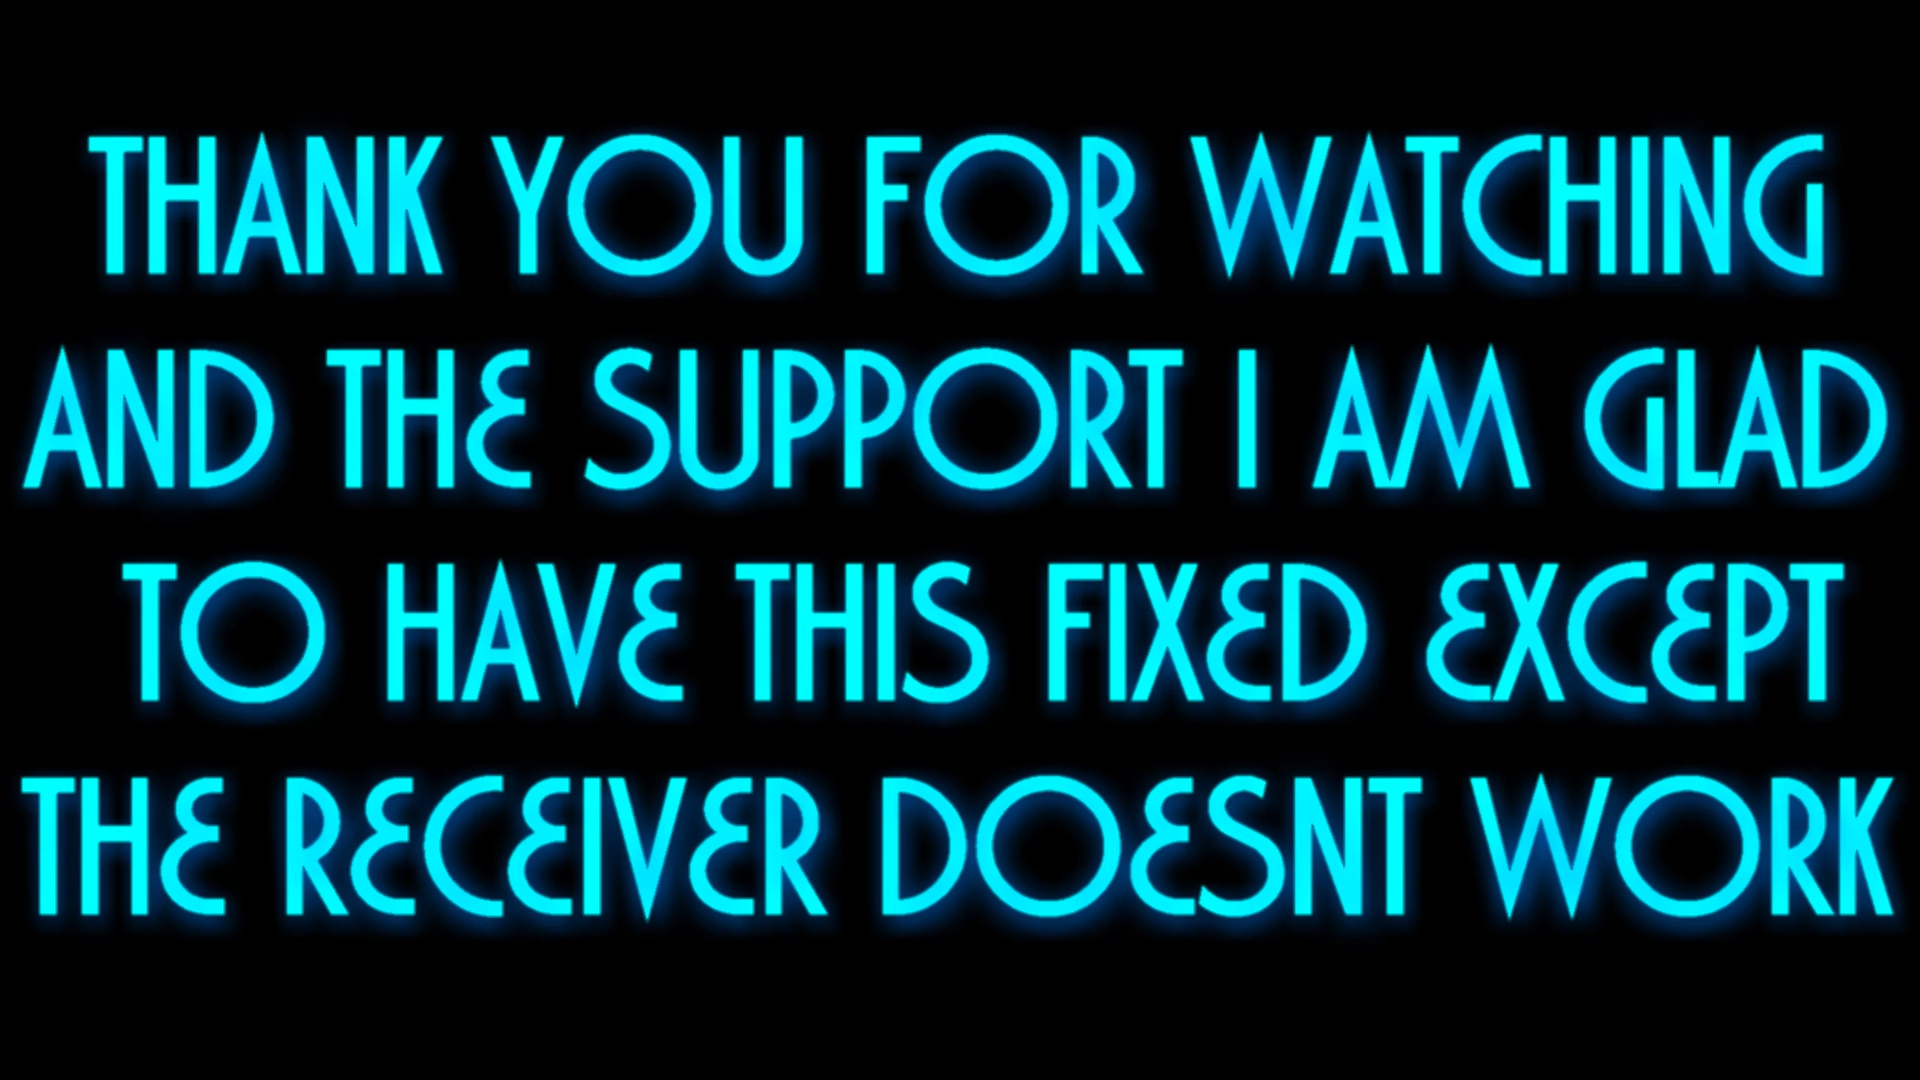 THANK YOU FOR WATCHING
AND THE SUPPORT I AM GLAD
TO HAVE THIS FIXED EXCEPT
THE RECEIVER DOESNT WORK